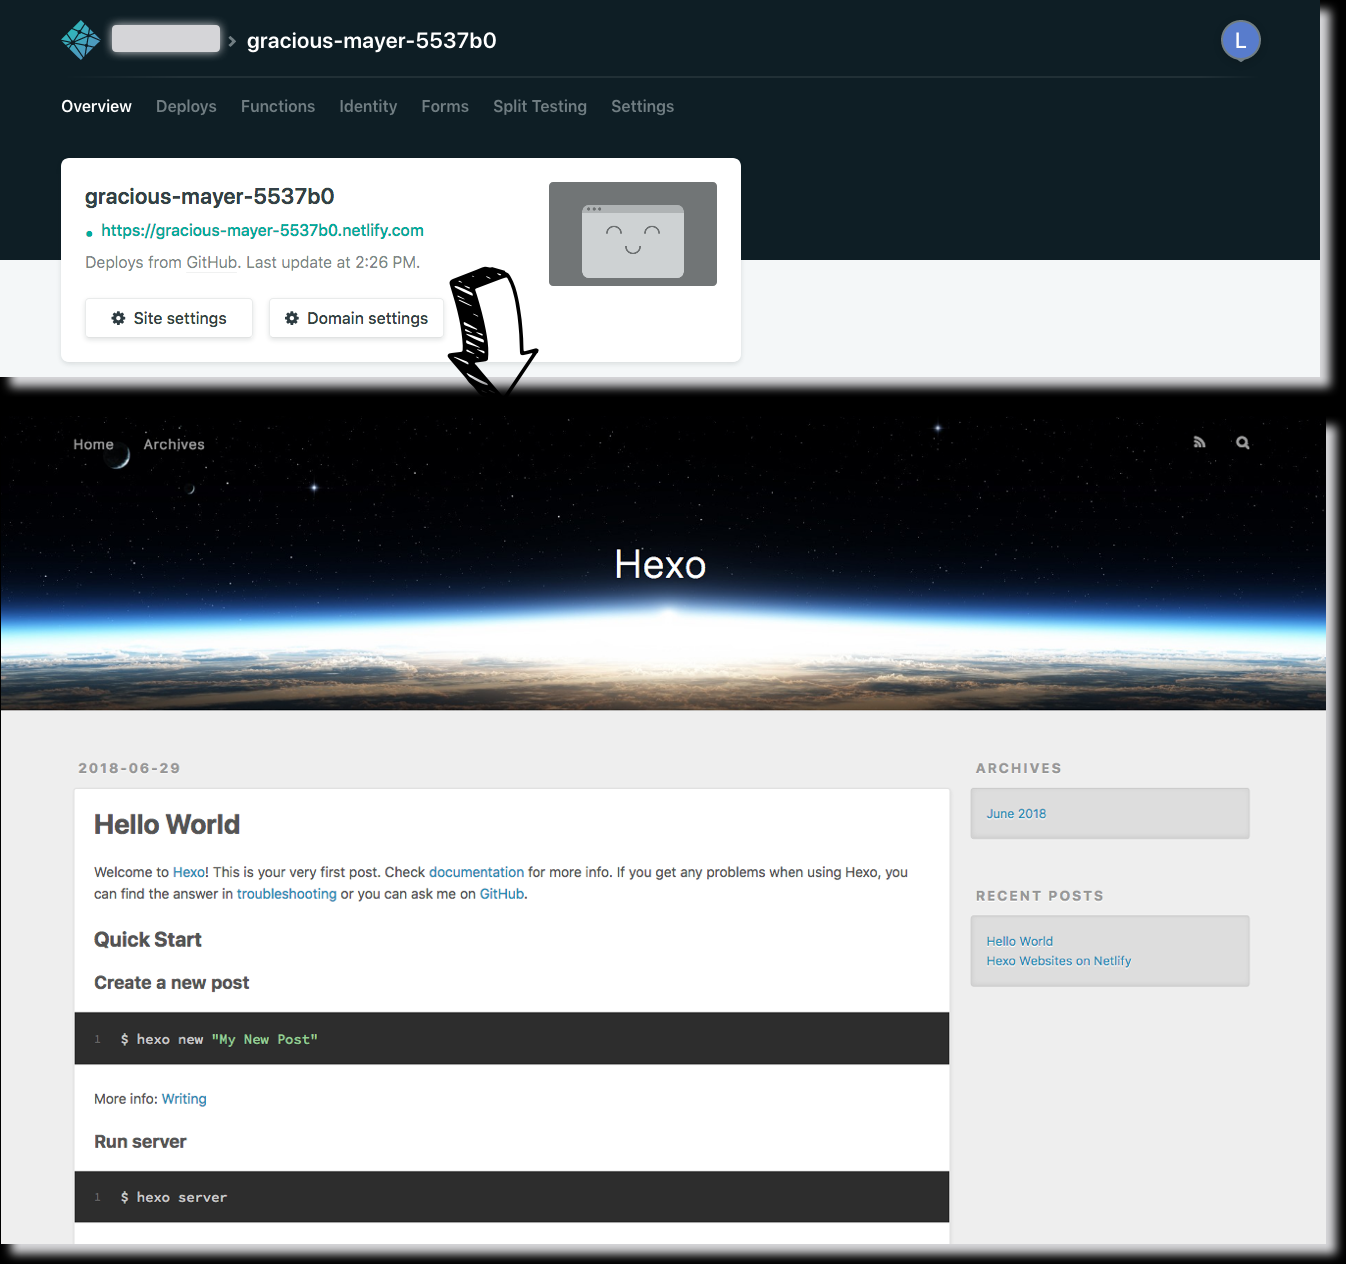 gracious-mayer-5537b0
L
Overview Deploys Functions Identity Forms Split Testing Settings
gracious-mayer-5537b0
https://gracious-mayer-5537b0.netlify.com
Deploys from GitHub. Last update at 2:26 PM.
Site settings Domain settings
Home Archives
Hexo
2018-06-29
Hello World
Welcome to Hexo! This is your very first post. Check documentation for more info. If you get any problems when using Hexo, you
can find the answer in troubleshooting or you can ask me on GitHub.
Quick Start
Create a new post
1 $ hexo new "My New Post"
More info: Writing
Run server
1 $ hexo server
ARCHIVES
June 2018
RECENT POSTS
Hello World
Hexo Websites on Netlify